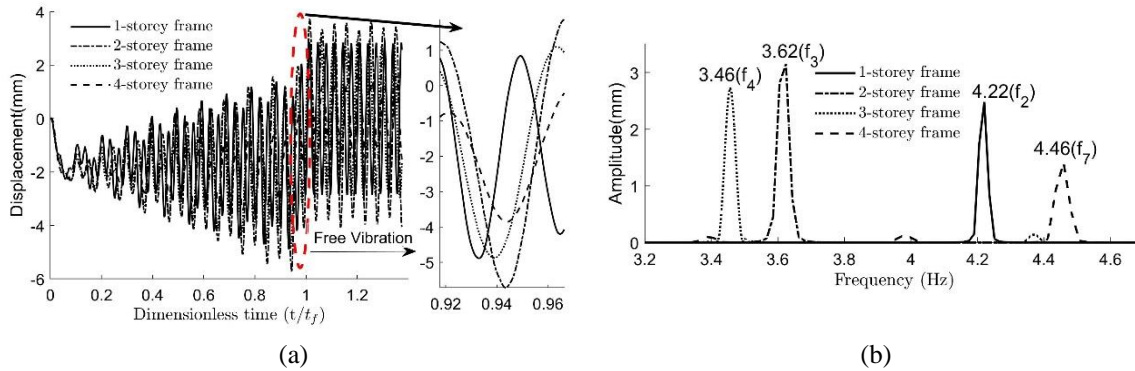 4
2
0
-2
-4
-6
Displacement(mm)
1-storey frame
2-storey frame
3-storey frame
4-storey frame
Free Vibration
0 0.2 0.4 0.6 0.8 1 1.2
Dimensionless time (t/t_f)
1
0
-1
-2
-3
-4
-5
0.92 0.94 0.96
(a)
3
2
1
0
Amplitude(mm)
3.46(f_4)
3.62(f_3)
1-storey frame
2-storey frame
3-storey frame
4-storey frame
4.22(f_2)
4.46(f_7)
3.2 3.4 3.6 3.8 4 4.2 4.4 4.6
Frequency (Hz)
(b)